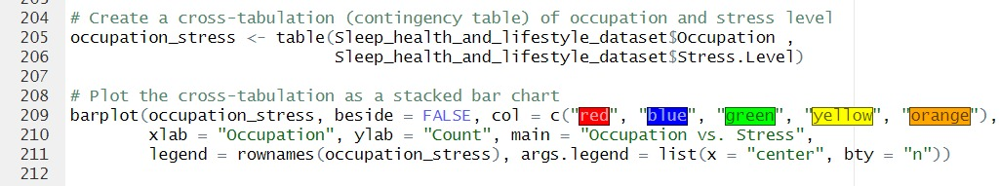 204 # Create a cross-tabulation (contingency table) of occupation and stress level
205 occupation_stress <- table(Sleep_health_and_lifestyle_dataset$Occupation ,
206                            Sleep_health_and_lifestyle_dataset$Stress.Level)
207
208 # Plot the cross-tabulation as a stacked bar chart
209 barplot(occupation_stress, beside = FALSE, col = c("red", "blue", "green", "yellow", "orange"),
210         xlab = "Occupation", ylab = "Count", main = "Occupation vs. Stress",
211         legend = rownames(occupation_stress), args.legend = list(x = "center", bty = "n"))
212